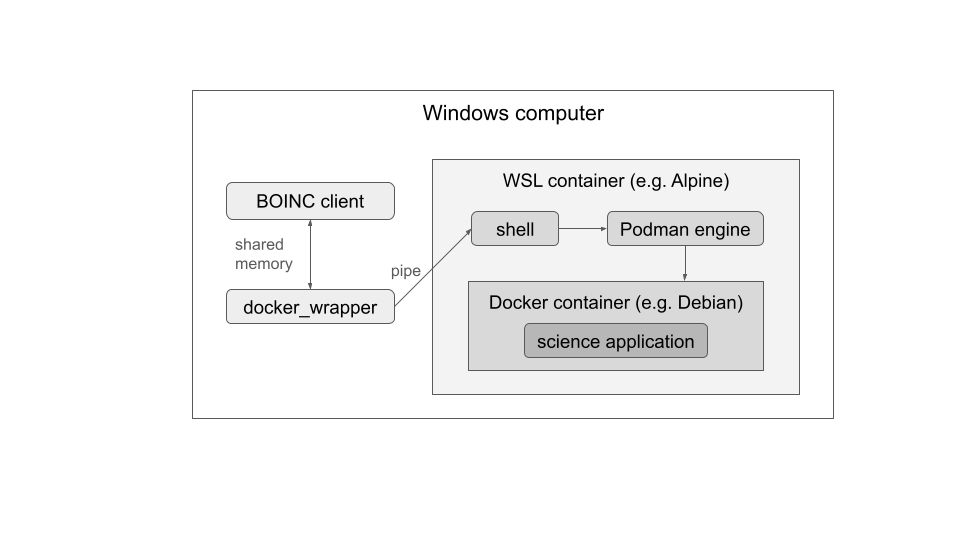 Windows computer
WSL container (e.g. Alpine)
BOINC client
shell
Podman engine
shared
memory
pipe
docker_wrapper
Docker container (e.g. Debian)
science application